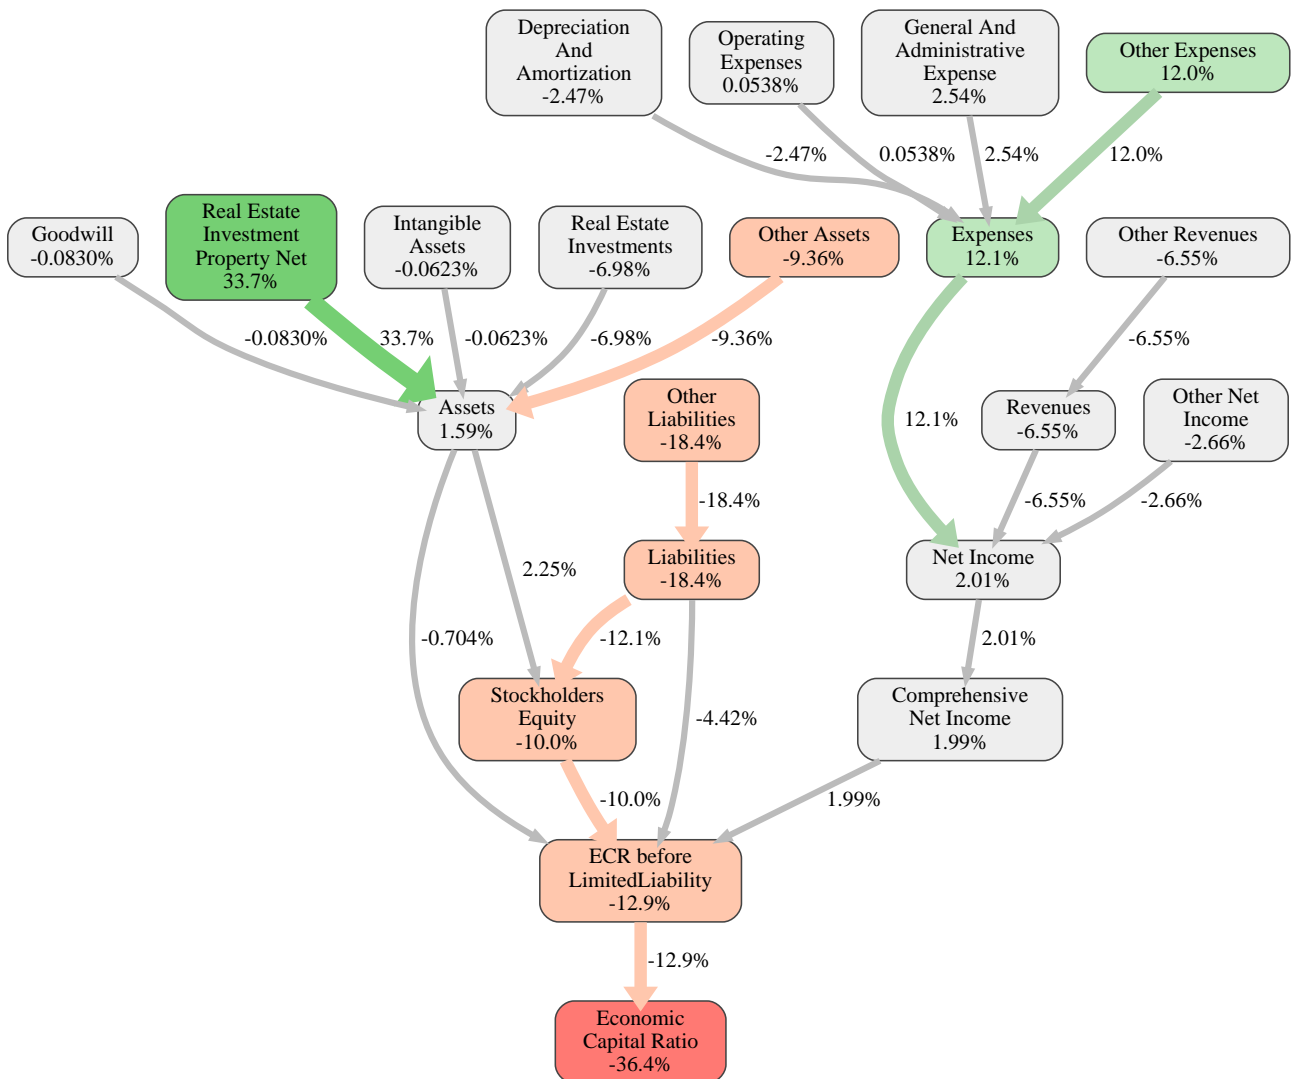 Depreciation
And
Amortization
-2.47%
Operating
Expenses
0.0538%
General And
Administrative
Expense
2.54%
Other Expenses
12.0%
-2.47%
0.0538%
2.54%
12.0%
Goodwill
-0.0830%
Real Estate
Investment
Property Net
33.7%
Intangible
Assets
-0.0623%
Real Estate
Investments
-6.98%
Other Assets
-9.36%
Expenses
12.1%
Other Revenues
-6.55%
-0.0830%
33.7%
-0.0623%
-6.98%
-9.36%
-6.55%
Assets
1.59%
Other
Liabilities
-18.4%
12.1%
Revenues
-6.55%
Other Net
Income
-2.66%
-18.4%
-6.55%
-2.66%
Liabilities
-18.4%
Net Income
2.01%
2.25%
-0.704%
-12.1%
2.01%
Stockholders
Equity
-10.0%
-4.42%
Comprehensive
Net Income
1.99%
-10.0%
1.99%
ECR before
LimitedLiability
-12.9%
-12.9%
Economic
Capital Ratio
-36.4%